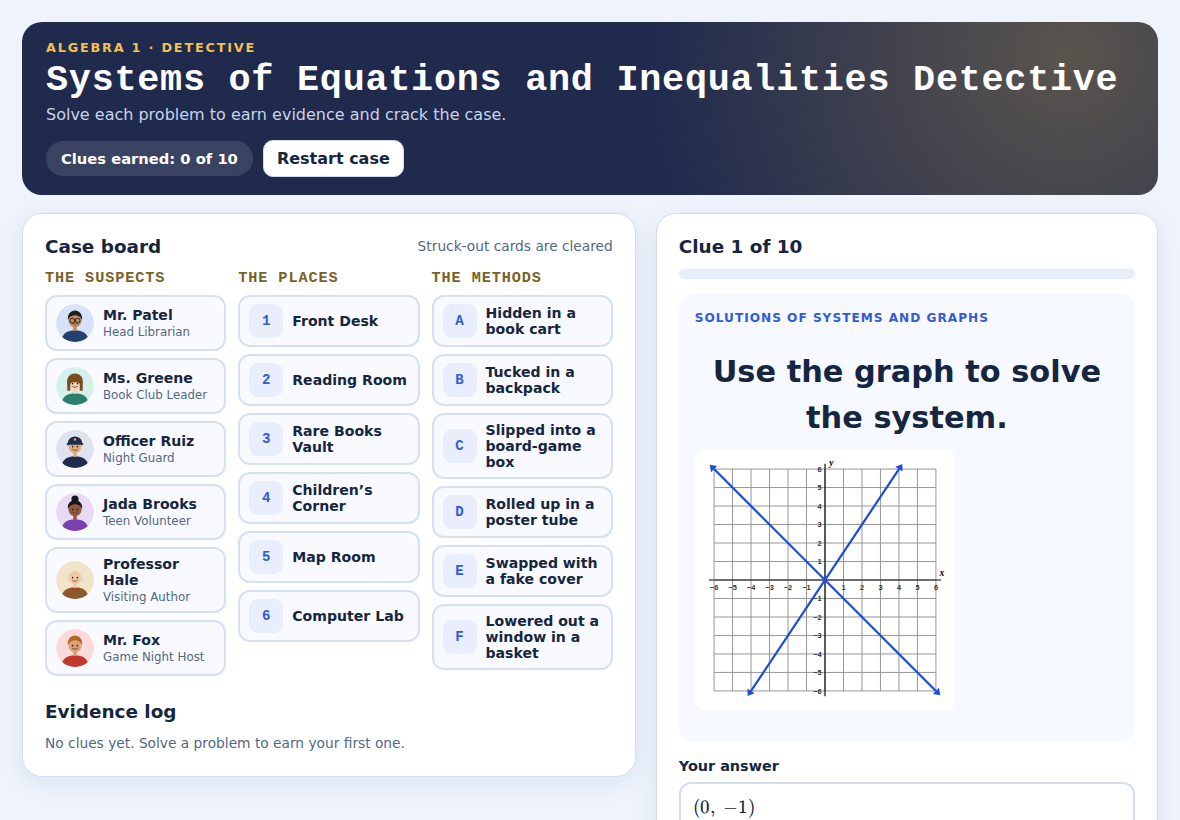 ALGEBRA 1 · DETECTIVE
Systems of Equations and Inequalities Detective
Solve each problem to earn evidence and crack the case.
Clues earned: 0 of 10
Restart case
Case board
Struck-out cards are cleared
THE SUSPECTS
Mr. Patel
Head Librarian
Ms. Greene
Book Club Leader
Officer Ruiz
Night Guard
Jada Brooks
Teen Volunteer
Professor
Hale
Visiting Author
Mr. Fox
Game Night Host
THE PLACES
1 Front Desk
2 Reading Room
3 Rare Books
Vault
4 Children’s
Corner
5 Map Room
6 Computer Lab
THE METHODS
A Hidden in a
book cart
B Tucked in a
backpack
C Slipped into a
board-game
box
D Rolled up in a
poster tube
E Swapped with
a fake cover
F Lowered out a
window in a
basket
Evidence log
No clues yet. Solve a problem to earn your first one.
Clue 1 of 10
SOLUTIONS OF SYSTEMS AND GRAPHS
Use the graph to solve
the system.
y
6
5
4
3
2
1
x
−6 −5 −4 −3 −2 −1 1 2 3 4 5 6
−1
−2
−3
−4
−5
−6
Your answer
(0, −1)